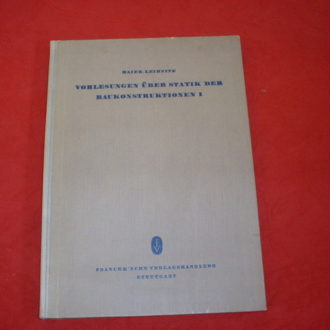 MAIER-LEIBNITZ
VORLESUNGEN ÜBER STATIK DER
BAUKONSTRUKTIONEN I
FRANCKH'SCHE VERLAGSHANDLUNG
STUTTGART